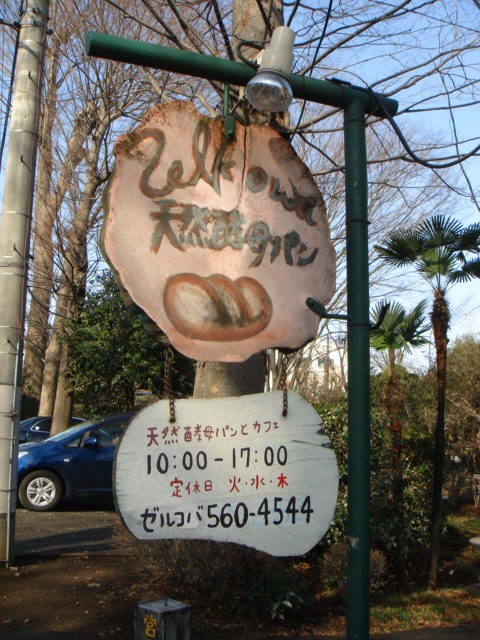 Zelkowa
天然酵母パン
天然酵母パンとカフェ
10:00-17:00
定休日 火・水・木
ゼルコバ 560-4544